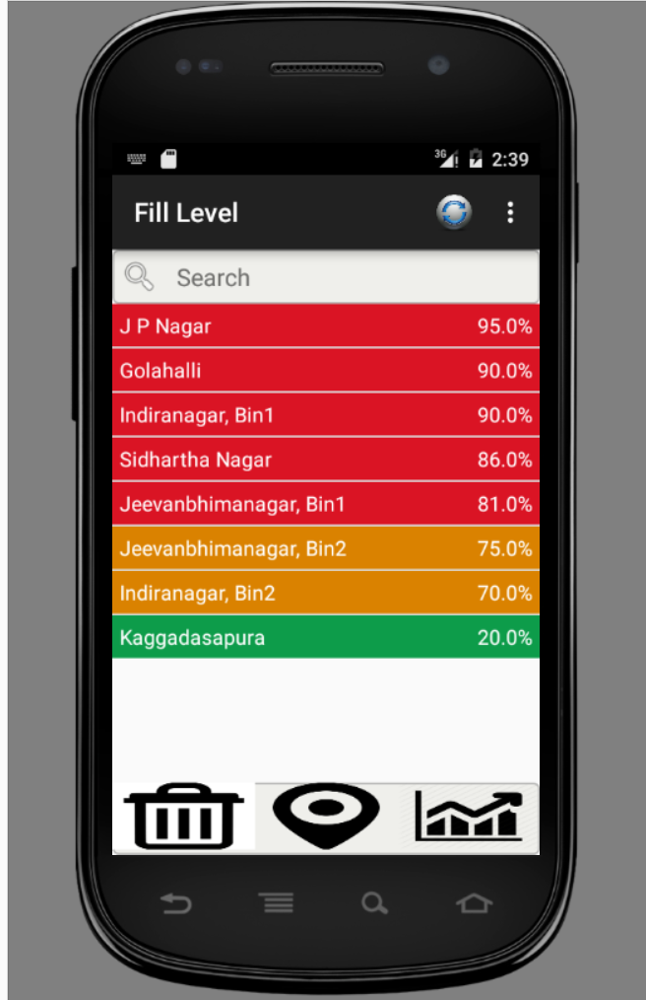 3G 2:39
Fill Level
Search
J P Nagar 95.0%
Golahalli 90.0%
Indiranagar, Bin1 90.0%
Sidhartha Nagar 86.0%
Jeevanbhimanagar, Bin1 81.0%
Jeevanbhimanagar, Bin2 75.0%
Indiranagar, Bin2 70.0%
Kaggadasapura 20.0%